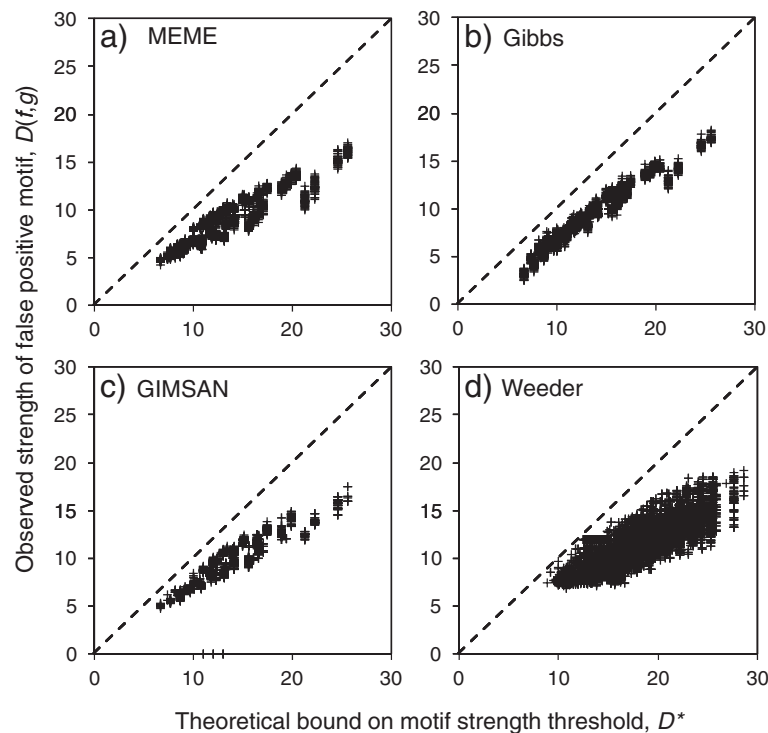 Observed strength of false positive motif, D(f,g)
a) MEME
30
25
20
15
10
5
0
0 10 20 30
b) Gibbs
30
25
20
15
10
5
0
0 10 20 30
c) GIMSAN
30
25
20
15
10
5
0
0 10 20 30
d) Weeder
30
25
20
15
10
5
0
0 10 20 30
Theoretical bound on motif strength threshold, D*